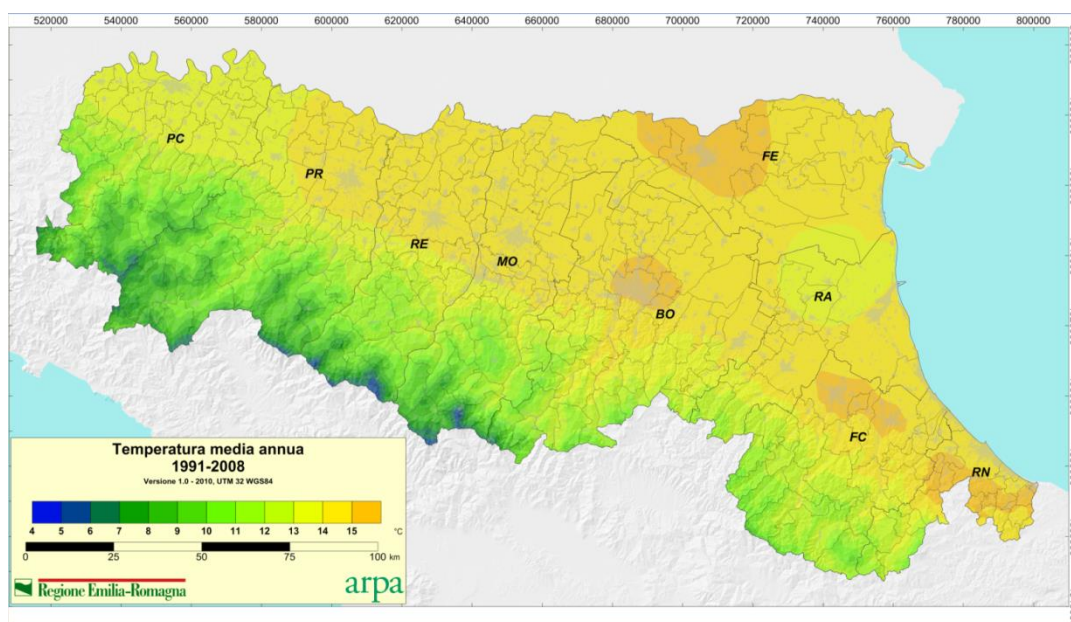 520000 540000 560000 580000 600000 620000 640000 660000 680000 700000 720000 740000 760000 780000 800000
PC
FE
PR
RE
MO
RA
BO
FC
RN
Temperatura media annua
1991-2008
Versione 1.0 - 2010, UTM 32 WGS84
4 5 6 7 8 9 10 11 12 13 14 15 °C
0 25 50 75 100 km
Regione Emilia-Romagna
arpa